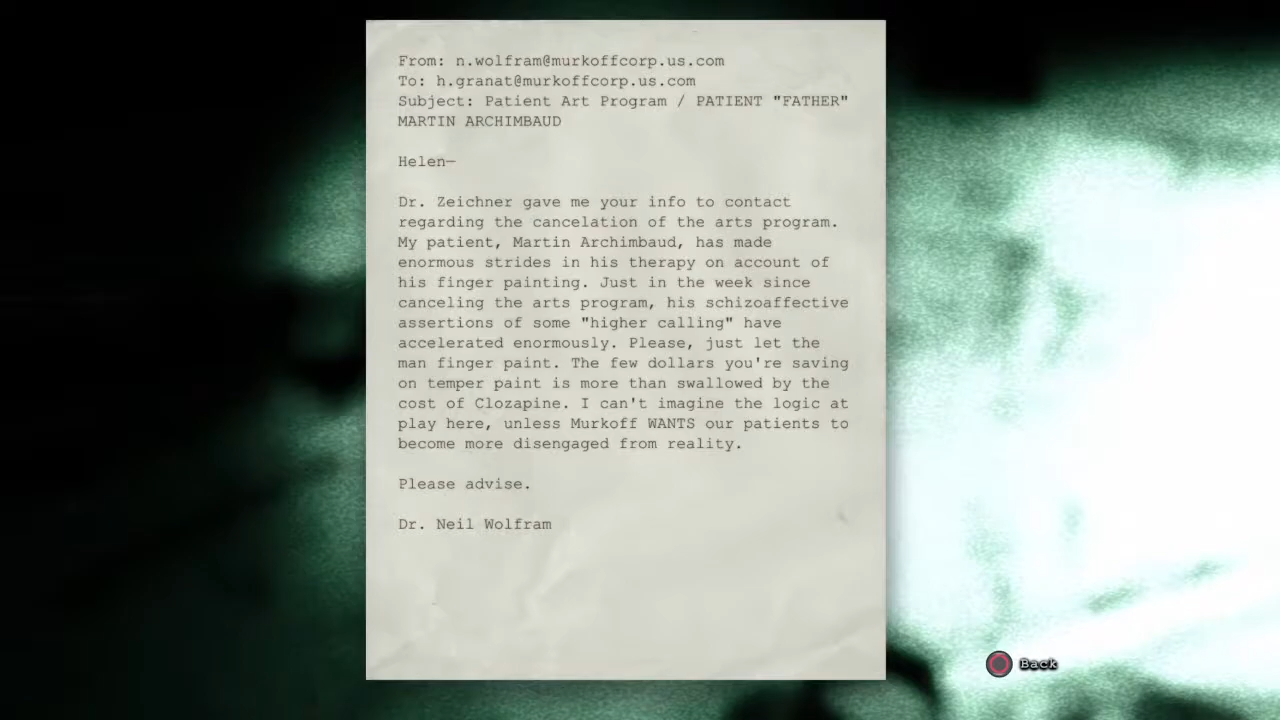 From: n.wolfram@murkoffcorp.us.com
To: h.granat@murkoffcorp.us.com
Subject: Patient Art Program / PATIENT "FATHER"
MARTIN ARCHIMBAUD
Helen—
Dr. Zeichner gave me your info to contact
regarding the cancelation of the arts program.
My patient, Martin Archimbaud, has made
enormous strides in his therapy on account of
his finger painting. Just in the week since
canceling the arts program, his schizoaffective
assertions of some "higher calling" have
accelerated enormously. Please, just let the
man finger paint. The few dollars you're saving
on temper paint is more than swallowed by the
cost of Clozapine. I can't imagine the logic at
play here, unless Murkoff WANTS our patients to
become more disengaged from reality.
Please advise.
Dr. Neil Wolfram
Back